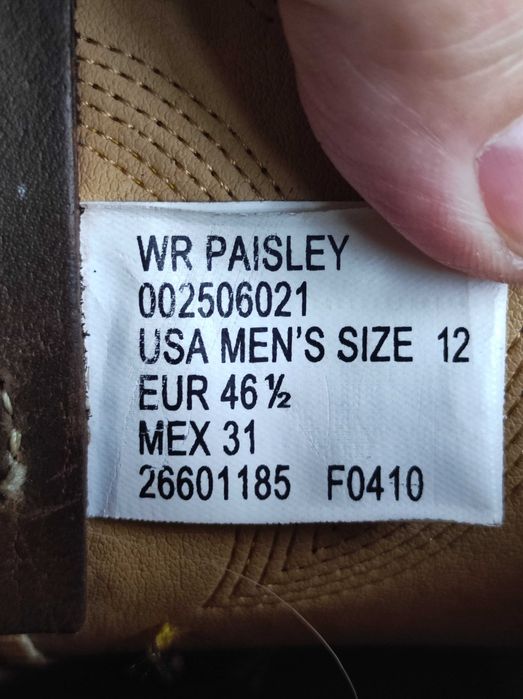 WR PAISLEY
002506021
USA MEN'S SIZE 12
EUR 46 ½
MEX 31
26601185 F0410